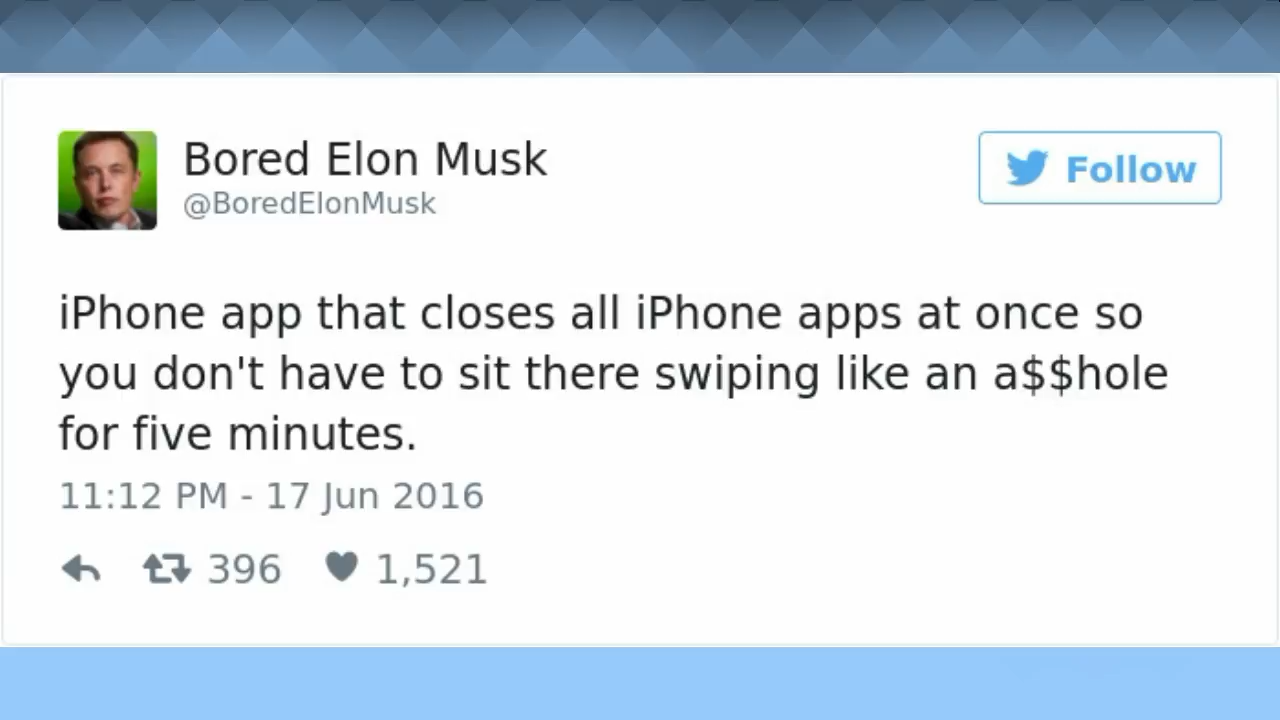 Bored Elon Musk
@BoredElonMusk
Follow
iPhone app that closes all iPhone apps at once so
you don't have to sit there swiping like an a$$hole
for five minutes.
11:12 PM - 17 Jun 2016
396 1,521